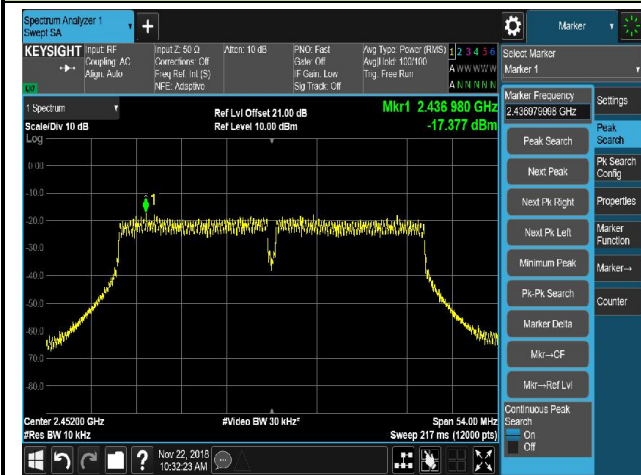 Spectrum Analyzer 1
Swept SA
+
Marker
KEYSIGHT
Input: RF
Coupling: AC
Align: Auto
Input Z: 50 Ω
Corrections: Off
Freq Ref: Int (S)
NFE: Adaptive
Atten: 10 dB
PNO: Fast
Gate: Off
IF Gain: Low
Sig Track: Off
Avg Type: Power (RMS)
Avg|Hold: 100/100
Trig: Free Run
1 2 3 4 5 6
A W W W W W
A N N N N N
Select Marker
Marker 1
1 Spectrum
Scale/Div 10 dB
Log
Ref Lvl Offset 21.00 dB
Ref Level 10.00 dBm
Mkr1 2.436 980 GHz
-17.377 dBm
0.00
-10.0
-20.0
-30.0
-40.0
-50.0
-60.0
-70.0
-80.0
1
Center 2.45200 GHz
#Res BW 10 kHz
#Video BW 30 kHz*
Span 54.00 MHz
Sweep 217 ms (12000 pts)
Marker Frequency
2.436979998 GHz
Peak Search
Next Peak
Next Pk Right
Next Pk Left
Minimum Peak
Pk-Pk Search
Marker Delta
Mkr→CF
Mkr→Ref Lvl
Continuous Peak
Search
On
Off
Settings
Peak
Search
Pk Search
Config
Properties
Marker
Function
Marker→
Counter
?
Nov 22, 2018
10:32:23 AM